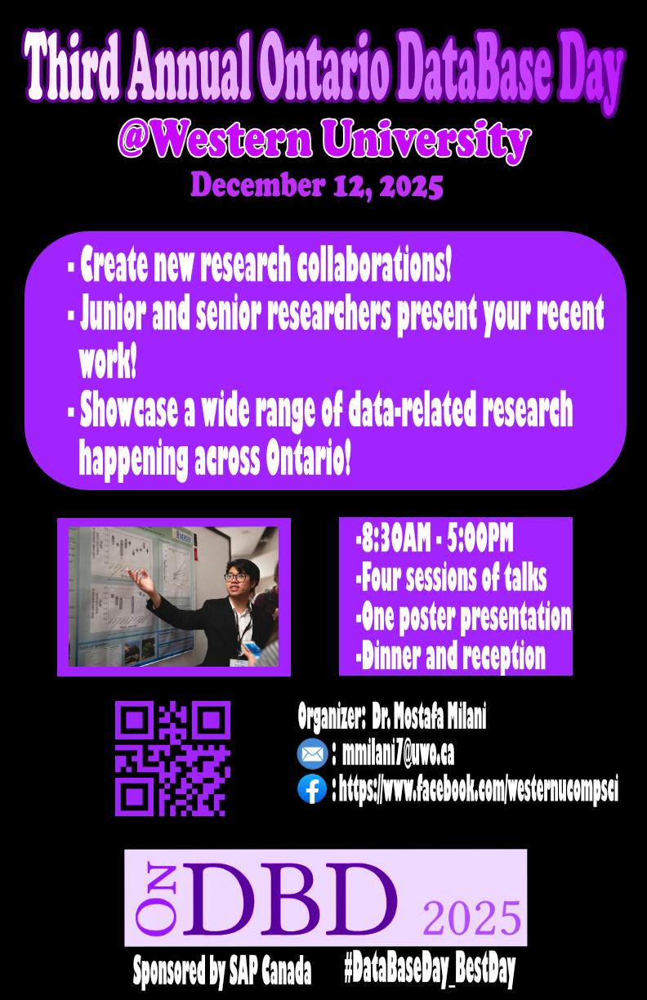 Third Annual Ontario DataBase Day
@Western University
December 12, 2025
- Create new research collaborations!
- Junior and senior researchers present your recent
work!
- Showcase a wide range of data-related research
happening across Ontario!
-8:30AM - 5:00PM
-Four sessions of talks
-One poster presentation
-Dinner and reception
Organizer: Dr. Mostafa Milani
: mmilani7@uwo.ca
: https://www.facebook.com/westernucompsci
ON DBD 2025
Sponsored by SAP Canada
#DataBaseDay_BestDay